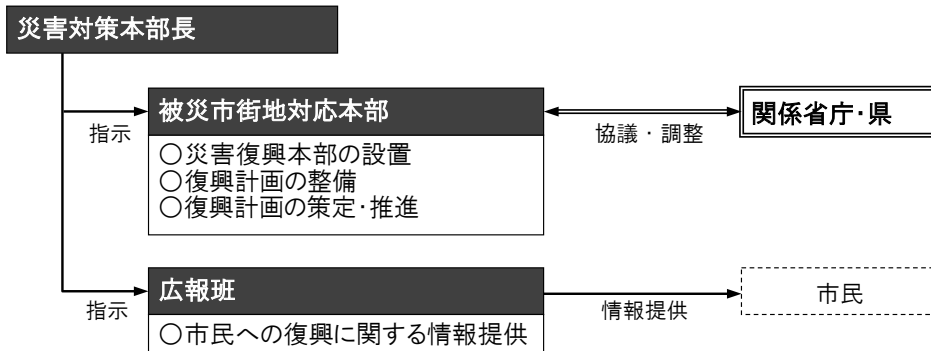 災害対策本部長
被災市街地対応本部
関係省庁・県
指示
協議・調整
○災害復興本部の設置
○復興計画の整備
○復興計画の策定・推進
広報班
市民
指示
情報提供
○市民への復興に関する情報提供